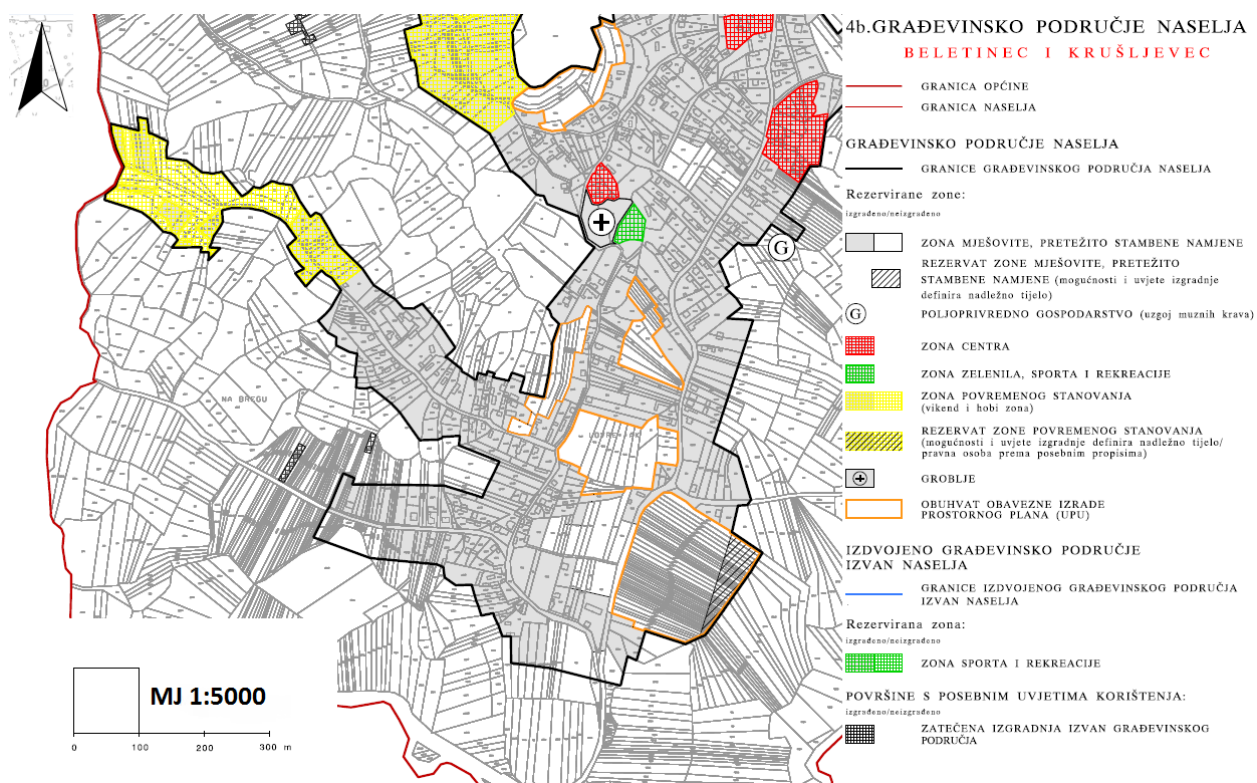 4b.GRAĐEVINSKO PODRUČJE NASELJA
BELETINEC I KRUŠLJEVEC
GRANICA OPĆINE
GRANICA NASELJA
GRAĐEVINSKO PODRUČJE NASELJA
GRANICE GRAĐEVINSKOG PODRUČJA NASELJA
Rezervirane zone:
izgrađeno/neizgrađeno
ZONA MJEŠOVITE, PRETEŽITO STAMBENE NAMJENE
REZERVAT ZONE MJEŠOVITE, PRETEŽITO
STAMBENE NAMJENE (mogućnosti i uvjete izgradnje
definira nadležno tijelo)
G POLJOPRIVREDNO GOSPODARSTVO (uzgoj muznih krava)
ZONA CENTRA
ZONA ZELENILA, SPORTA I REKREACIJE
ZONA POVREMENOG STANOVANJA
(vikend i hobi zona)
REZERVAT ZONE POVREMENOG STANOVANJA
(mogućnosti i uvjete izgradnje definira nadležno tijelo/
pravna osoba prema posebnim propisima)
GROBLJE
OBUHVAT OBAVEZNE IZRADE
PROSTORNOG PLANA (UPU)
IZDVOJENO GRAĐEVINSKO PODRUČJE
IZVAN NASELJA
GRANICE IZDVOJENOG GRAĐEVINSKOG PODRUČJA
IZVAN NASELJA
Rezervirana zona:
izgrađeno/neizgrađeno
ZONA SPORTA I REKREACIJE
POVRŠINE S POSEBNIM UVJETIMA KORIŠTENJA:
izgrađeno/neizgrađeno
ZATEČENA IZGRADNJA IZVAN GRAĐEVINSKOG
PODRUČJA
G
NA BREGU
MJ 1:5000
0 100 200 300 m